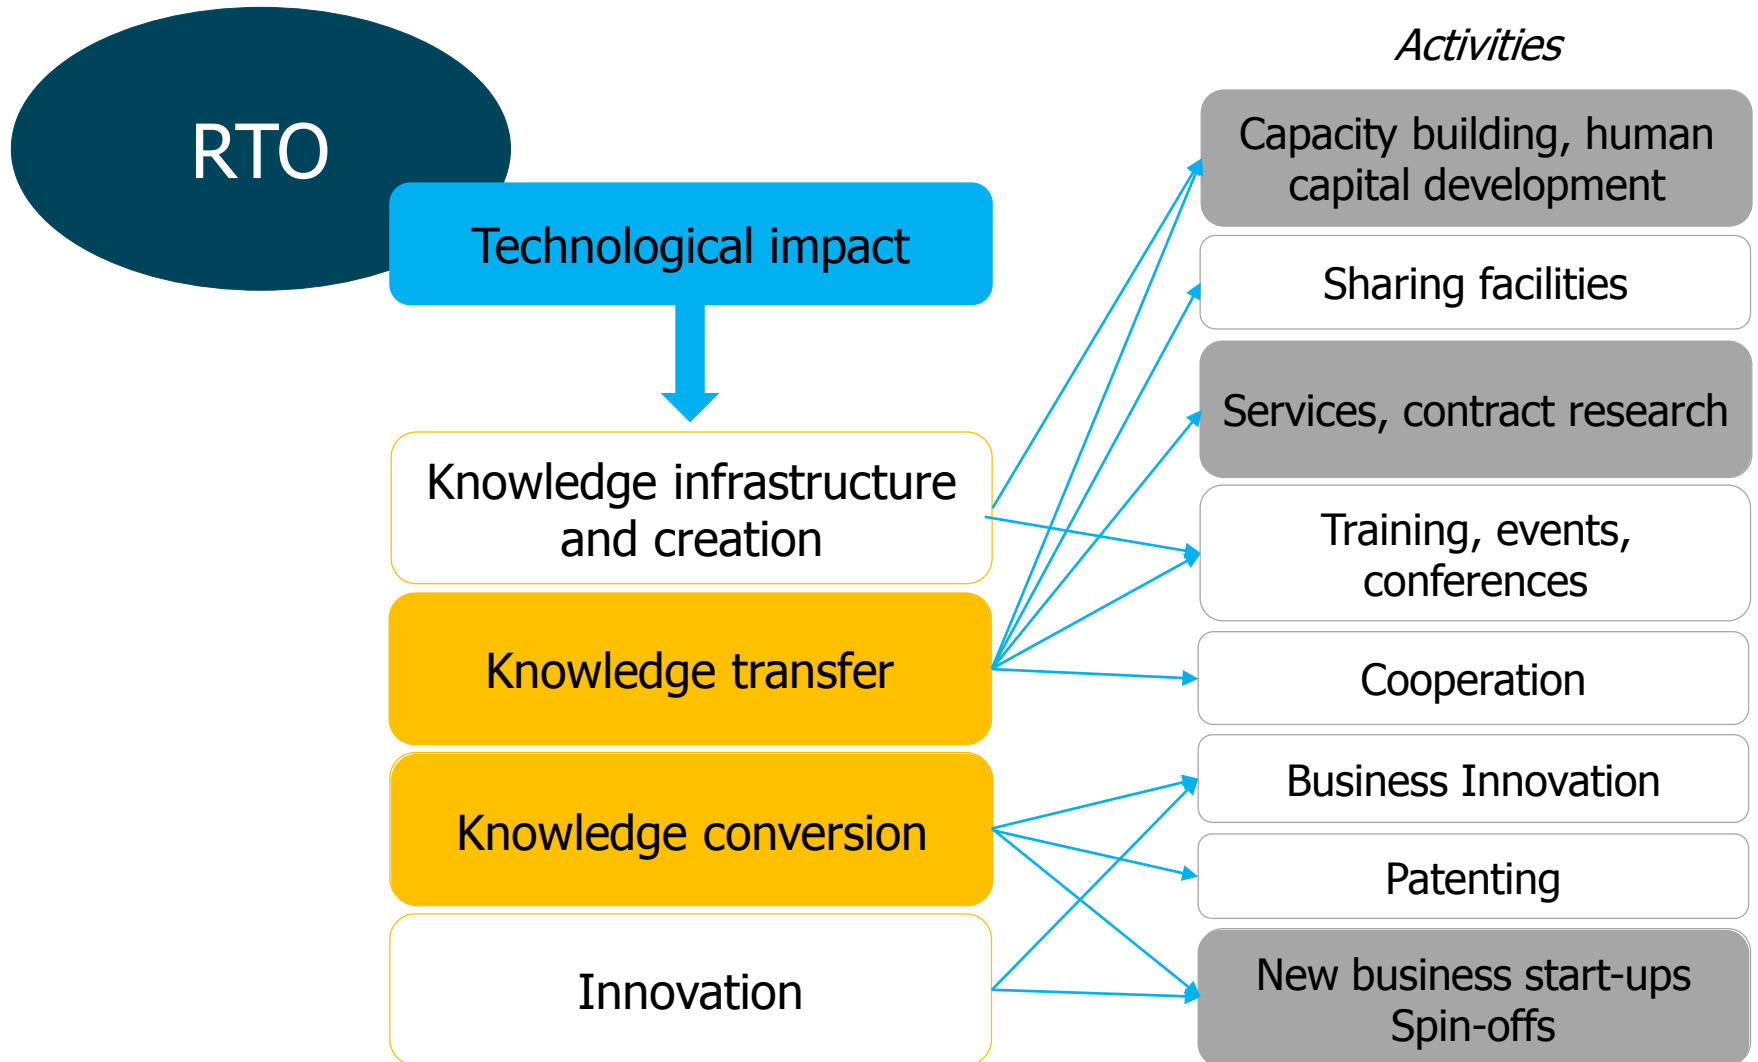 RTO
Technological impact
Knowledge infrastructure
and creation
Knowledge transfer
Knowledge conversion
Innovation
Activities
Capacity building, human
capital development
Sharing facilities
Services, contract research
Training, events,
conferences
Cooperation
Business Innovation
Patenting
New business start-ups
Spin-offs